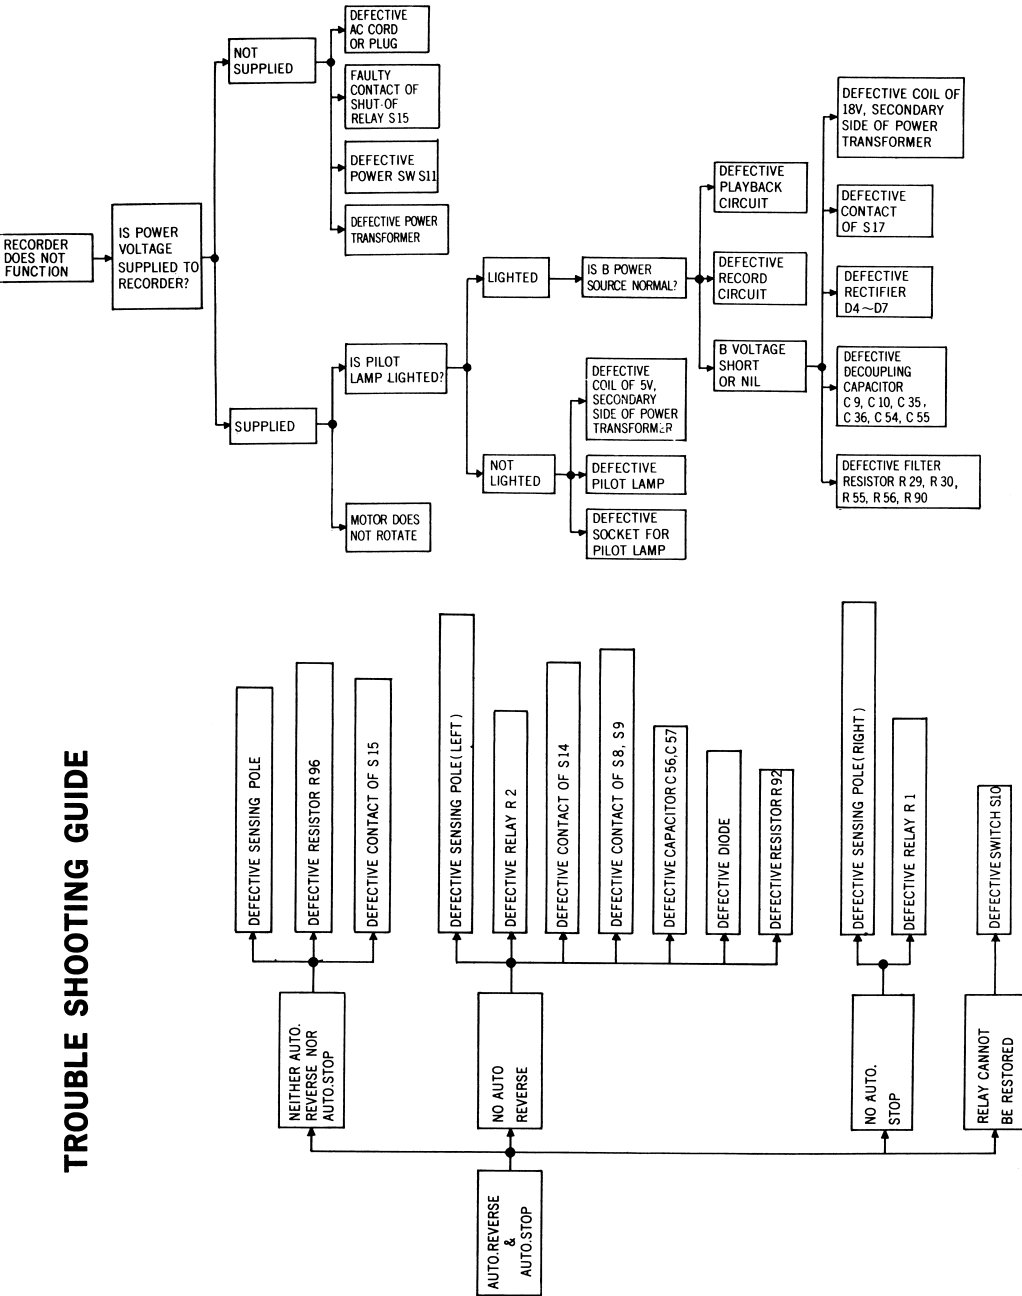 TROUBLE SHOOTING GUIDE
RECORDER
DOES NOT
FUNCTION
IS POWER
VOLTAGE
SUPPLIED TO
RECORDER?
NOT
SUPPLIED
DEFECTIVE
AC CORD
OR PLUG
FAULTY
CONTACT OF
SHUT-OF
RELAY S15
DEFECTIVE
POWER SW S11
DEFECTIVE POWER
TRANSFORMER
SUPPLIED
IS PILOT
LAMP LIGHTED?
MOTOR DOES
NOT ROTATE
LIGHTED
IS B POWER
SOURCE NORMAL?
DEFECTIVE
PLAYBACK
CIRCUIT
DEFECTIVE
RECORD
CIRCUIT
B VOLTAGE
SHORT
OR NIL
DEFECTIVE COIL OF
18V, SECONDARY
SIDE OF POWER
TRANSFORMER
DEFECTIVE
CONTACT
OF S17
DEFECTIVE
RECTIFIER
D4~D7
DEFECTIVE
DECOUPLING
CAPACITOR
C 9, C 10, C 35,
C 36, C 54, C 55
DEFECTIVE FILTER
RESISTOR R 29, R 30,
R 55, R 56, R 90
NOT
LIGHTED
DEFECTIVE
COIL OF 5V,
SECONDARY
SIDE OF POWER
TRANSFORMER
DEFECTIVE
PILOT LAMP
DEFECTIVE
SOCKET FOR
PILOT LAMP
AUTO.REVERSE
&
AUTO.STOP
NEITHER AUTO.
REVERSE NOR
AUTO.STOP
DEFECTIVE SENSING POLE
DEFECTIVE RESISTOR R96
DEFECTIVE CONTACT OF S15
NO AUTO
REVERSE
DEFECTIVE SENSING POLE(LEFT)
DEFECTIVE RELAY R 2
DEFECTIVE CONTACT OF S14
DEFECTIVE CONTACT OF S8, S9
DEFECTIVE CAPACITOR C 56,C57
DEFECTIVE DIODE
DEFECTIVE RESISTOR R92
NO AUTO.
STOP
DEFECTIVE SENSING POLE(RIGHT)
DEFECTIVE RELAY R 1
RELAY CANNOT
BE RESTORED
DEFECTIVE SWITCH S10